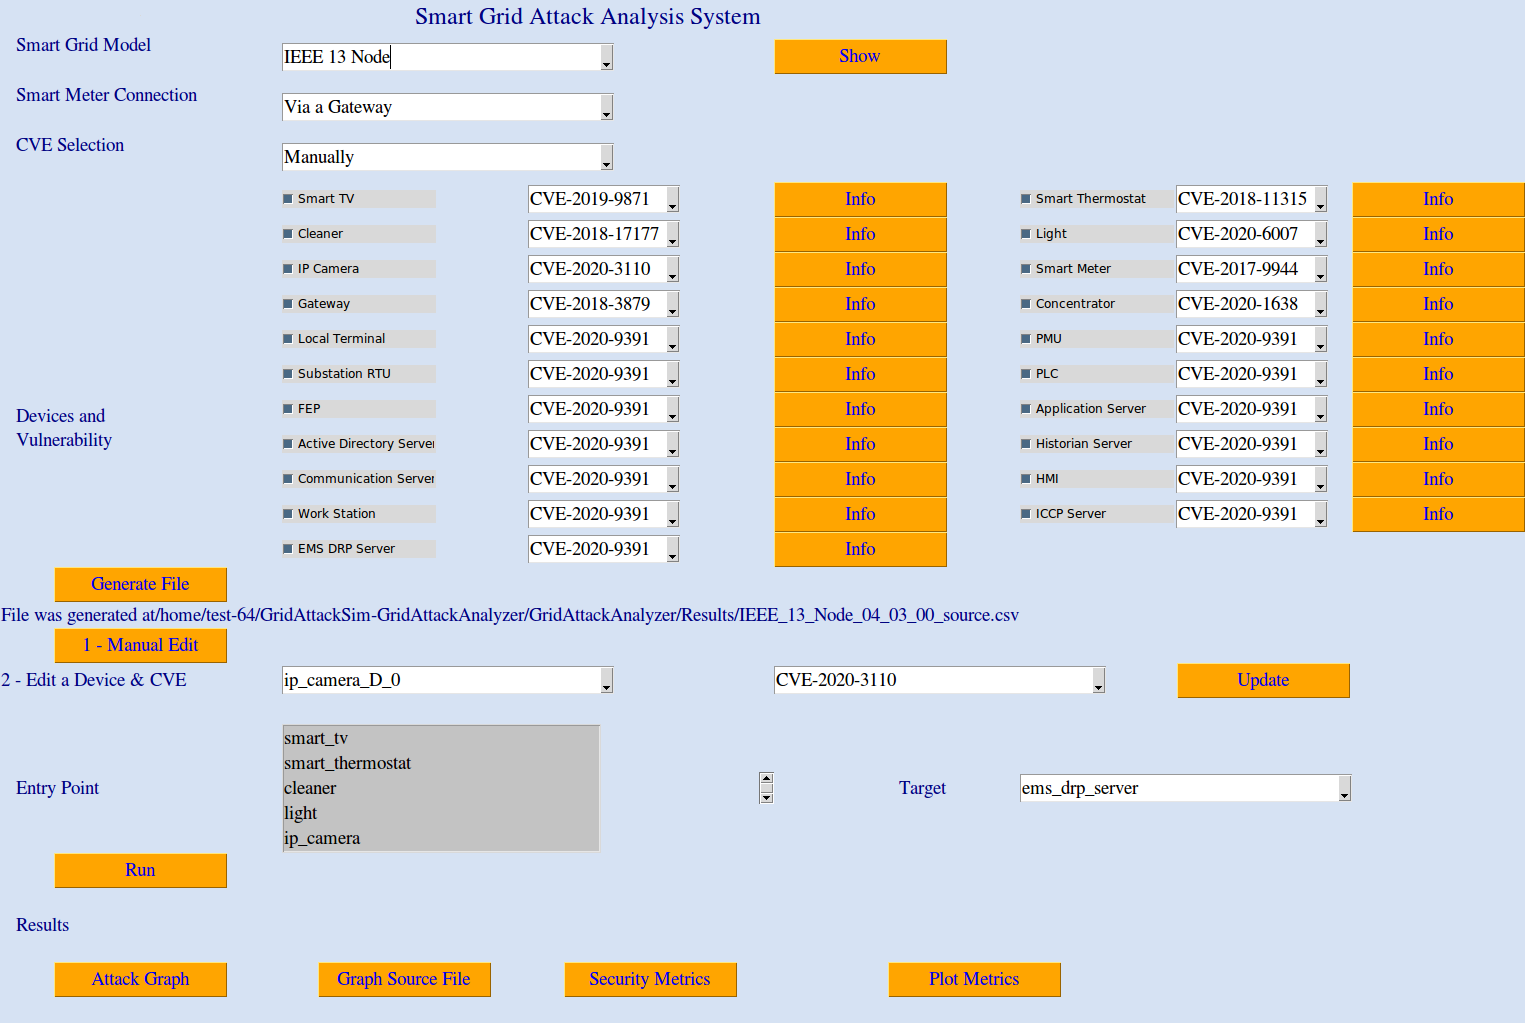 Smart Grid Attack Analysis System
Smart Grid Model IEEE 13 Node Show
Smart Meter Connection Via a Gateway
CVE Selection Manually
Smart TV CVE-2019-9871 Info Smart Thermostat CVE-2018-11315 Info
Cleaner CVE-2018-17177 Info Light CVE-2020-6007 Info
IP Camera CVE-2020-3110 Info Smart Meter CVE-2017-9944 Info
Gateway CVE-2018-3879 Info Concentrator CVE-2020-1638 Info
Local Terminal CVE-2020-9391 Info PMU CVE-2020-9391 Info
Substation RTU CVE-2020-9391 Info PLC CVE-2020-9391 Info
Devices and
Vulnerability
FEP CVE-2020-9391 Info Application Server CVE-2020-9391 Info
Active Directory Server CVE-2020-9391 Info Historian Server CVE-2020-9391 Info
Communication Server CVE-2020-9391 Info HMI CVE-2020-9391 Info
Work Station CVE-2020-9391 Info ICCP Server CVE-2020-9391 Info
EMS DRP Server CVE-2020-9391 Info
Generate File
File was generated at/home/test-64/GridAttackSim-GridAttackAnalyzer/GridAttackAnalyzer/Results/IEEE_13_Node_04_03_00_source.csv
1 - Manual Edit
2 - Edit a Device & CVE ip_camera_D_0 CVE-2020-3110 Update
smart_tv
smart_thermostat
Entry Point cleaner Target ems_drp_server
light
ip_camera
Run
Results
Attack Graph Graph Source File Security Metrics Plot Metrics